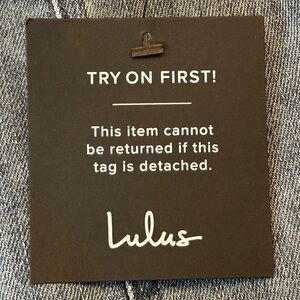 TRY ON FIRST!
This item cannot
be returned if this
tag is detached.
Lulus